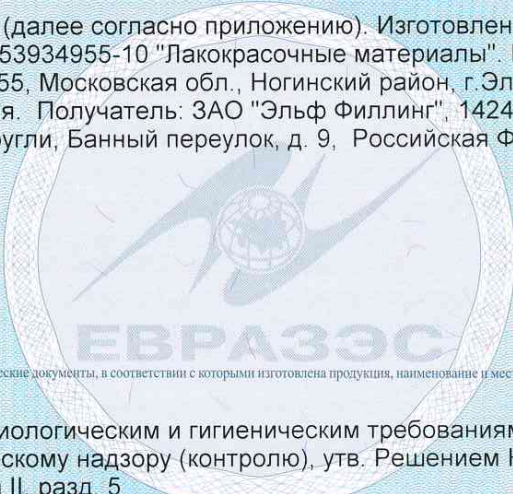 (далее согласно приложению). Изготовлен
53934955-10 "Лакокрасочные материалы".
55, Московская обл., Ногинский район, г.Эл
я. Получатель: ЗАО "Эльф Филлинг", 1424
ругли, Банный переулок, д. 9, Российская Ф
ЕВРАЗЭС
еские документы, в соответствии с которыми изготовлена продукция, наименование и мес
иологическим и гигиеническим требованиям
скому надзору (контролю), утв. Решением
II, разд. 5